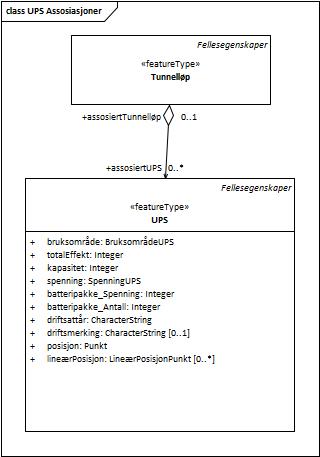 class UPS Assosiasjoner
Fellesegenskaper
«featureType»
Tunnelløp
+assosiertTunnelløp 0..1
+assosiertUPS 0..*
Fellesegenskaper
«featureType»
UPS
+ bruksområde: BruksområdeUPS
+ totalEffekt: Integer
+ kapasitet: Integer
+ spenning: SpenningUPS
+ batteripakke_Spenning: Integer
+ batteripakke_Antall: Integer
+ driftsattår: CharacterString
+ driftsmerking: CharacterString [0..1]
+ posisjon: Punkt
+ lineærPosisjon: LineærPosisjonPunkt [0..*]